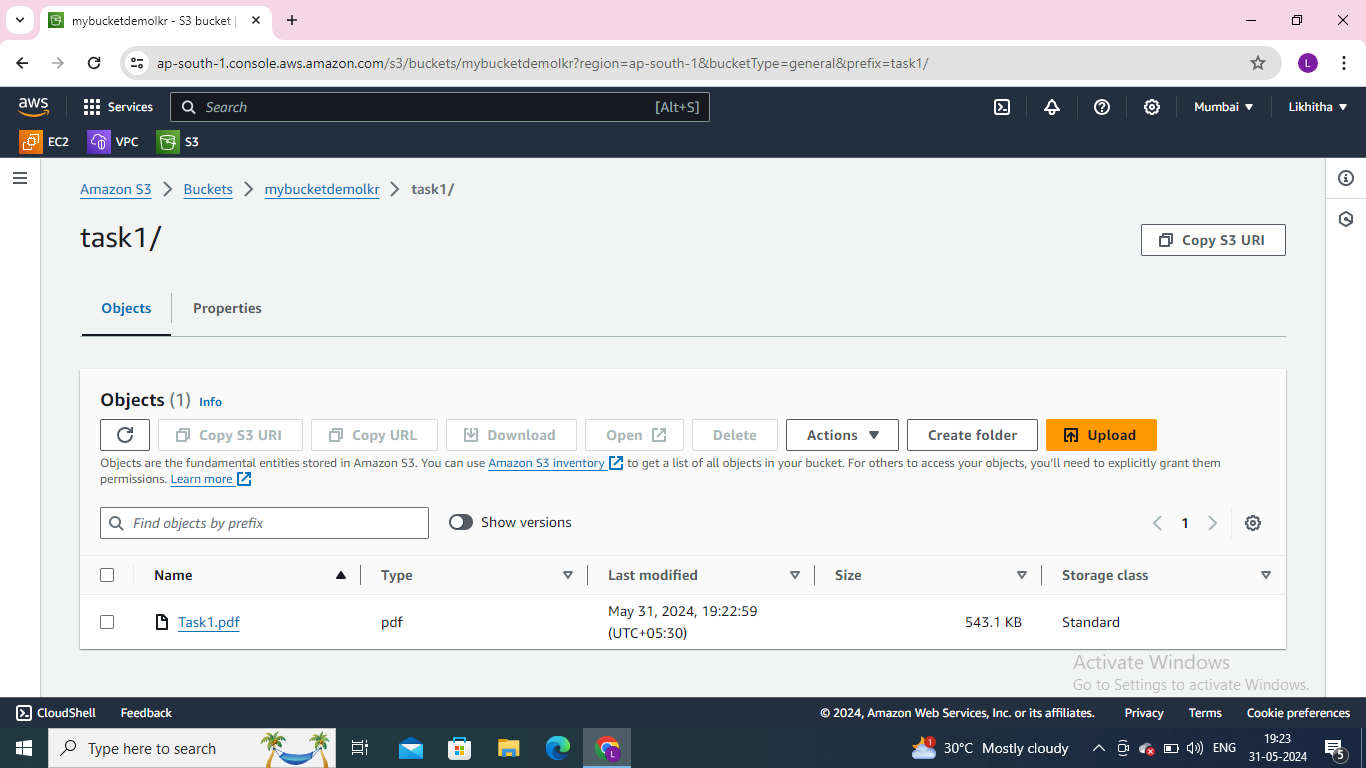 mybucketdemolkr - S3 bucket |
ap-south-1.console.aws.amazon.com/s3/buckets/mybucketdemolkr?region=ap-south-1&bucketType=general&prefix=task1/
L
aws
Services
Search
[Alt+S]
Mumbai
Likhitha
EC2
VPC
S3
Amazon S3
Buckets
mybucketdemolkr
task1/
task1/
Copy S3 URI
Objects
Properties
Objects (1) Info
Copy S3 URI
Copy URL
Download
Open
Delete
Actions
Create folder
Upload
Objects are the fundamental entities stored in Amazon S3. You can use Amazon S3 inventory to get a list of all objects in your bucket. For others to access your objects, you'll need to explicitly grant them
permissions. Learn more
Find objects by prefix
Show versions
1
Name
Type
Last modified
Size
Storage class
Task1.pdf
pdf
May 31, 2024, 19:22:59
(UTC+05:30)
543.1 KB
Standard
Activate Windows
Go to Settings to activate Windows.
CloudShell
Feedback
© 2024, Amazon Web Services, Inc. or its affiliates.
Privacy
Terms
Cookie preferences
Type here to search
L
1
30°C Mostly cloudy
ENG
19:23
31-05-2024
5